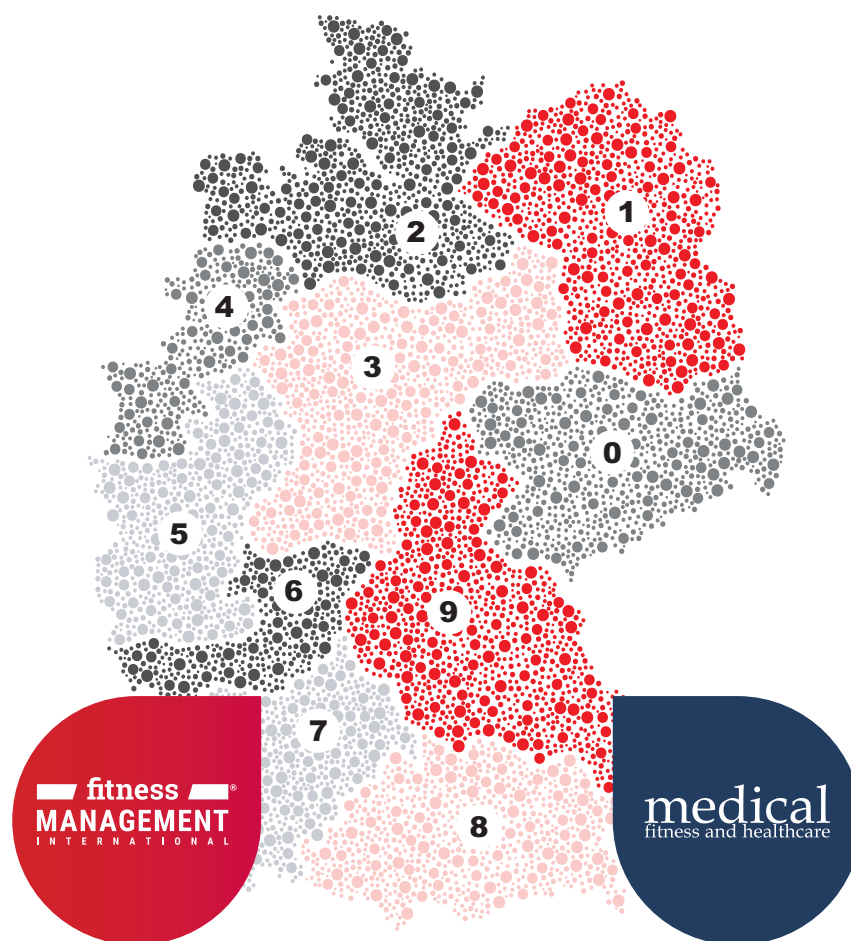 1
2
4
3
0
5
6
9
7
8
fitness ®
MANAGEMENT
INTERNATIONAL
medical
fitness and healthcare